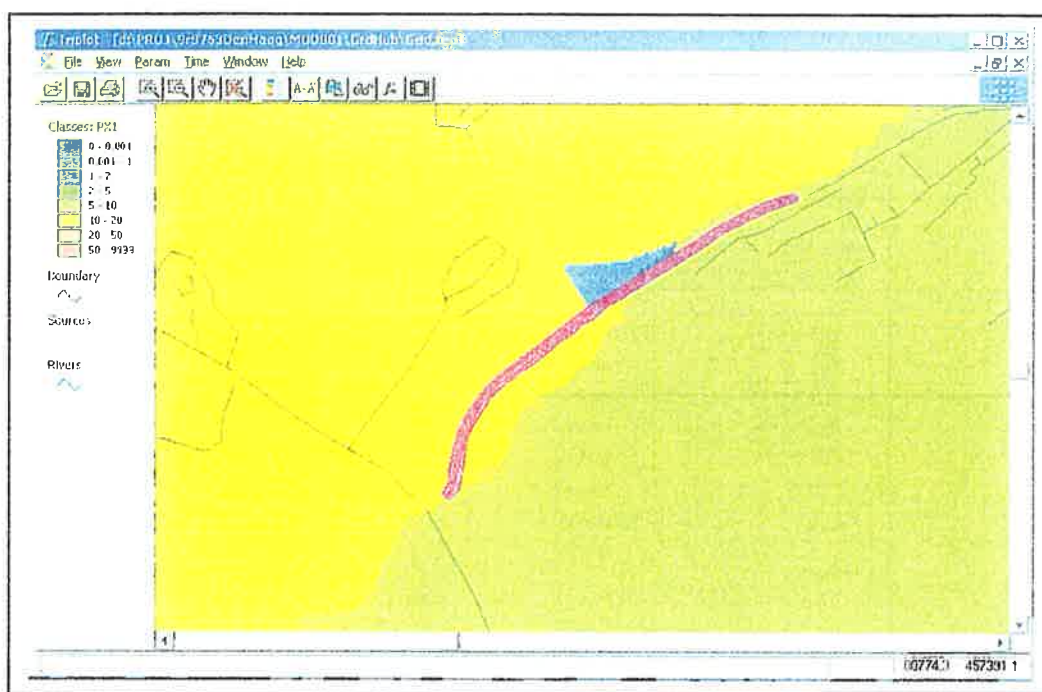 File View Param Time Window Help
A-A'
Classes: PX1
0 - 0.001
0.001 - 1
1 - 2
2 - 5
5 - 10
10 - 20
20 - 50
50 - 9999
Boundary
Sources
Rivers
457391 1